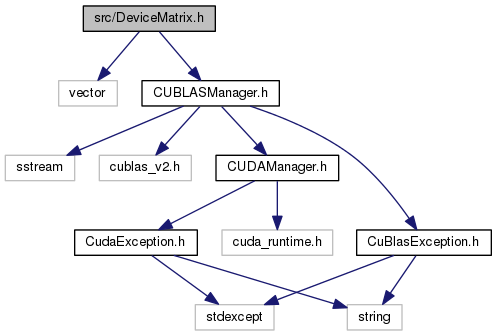 src/DeviceMatrix.h
vector
CUBLASManager.h
sstream
cublas_v2.h
CUDAManager.h
CudaException.h
cuda_runtime.h
CuBlasException.h
stdexcept
string